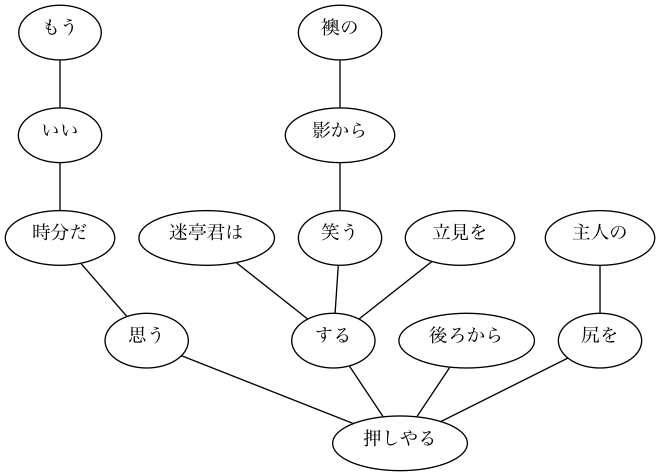 もう
襖の
いい
影から
時分だ
迷亭君は
笑う
立見を
主人の
思う
する
後ろから
尻を
押しやる